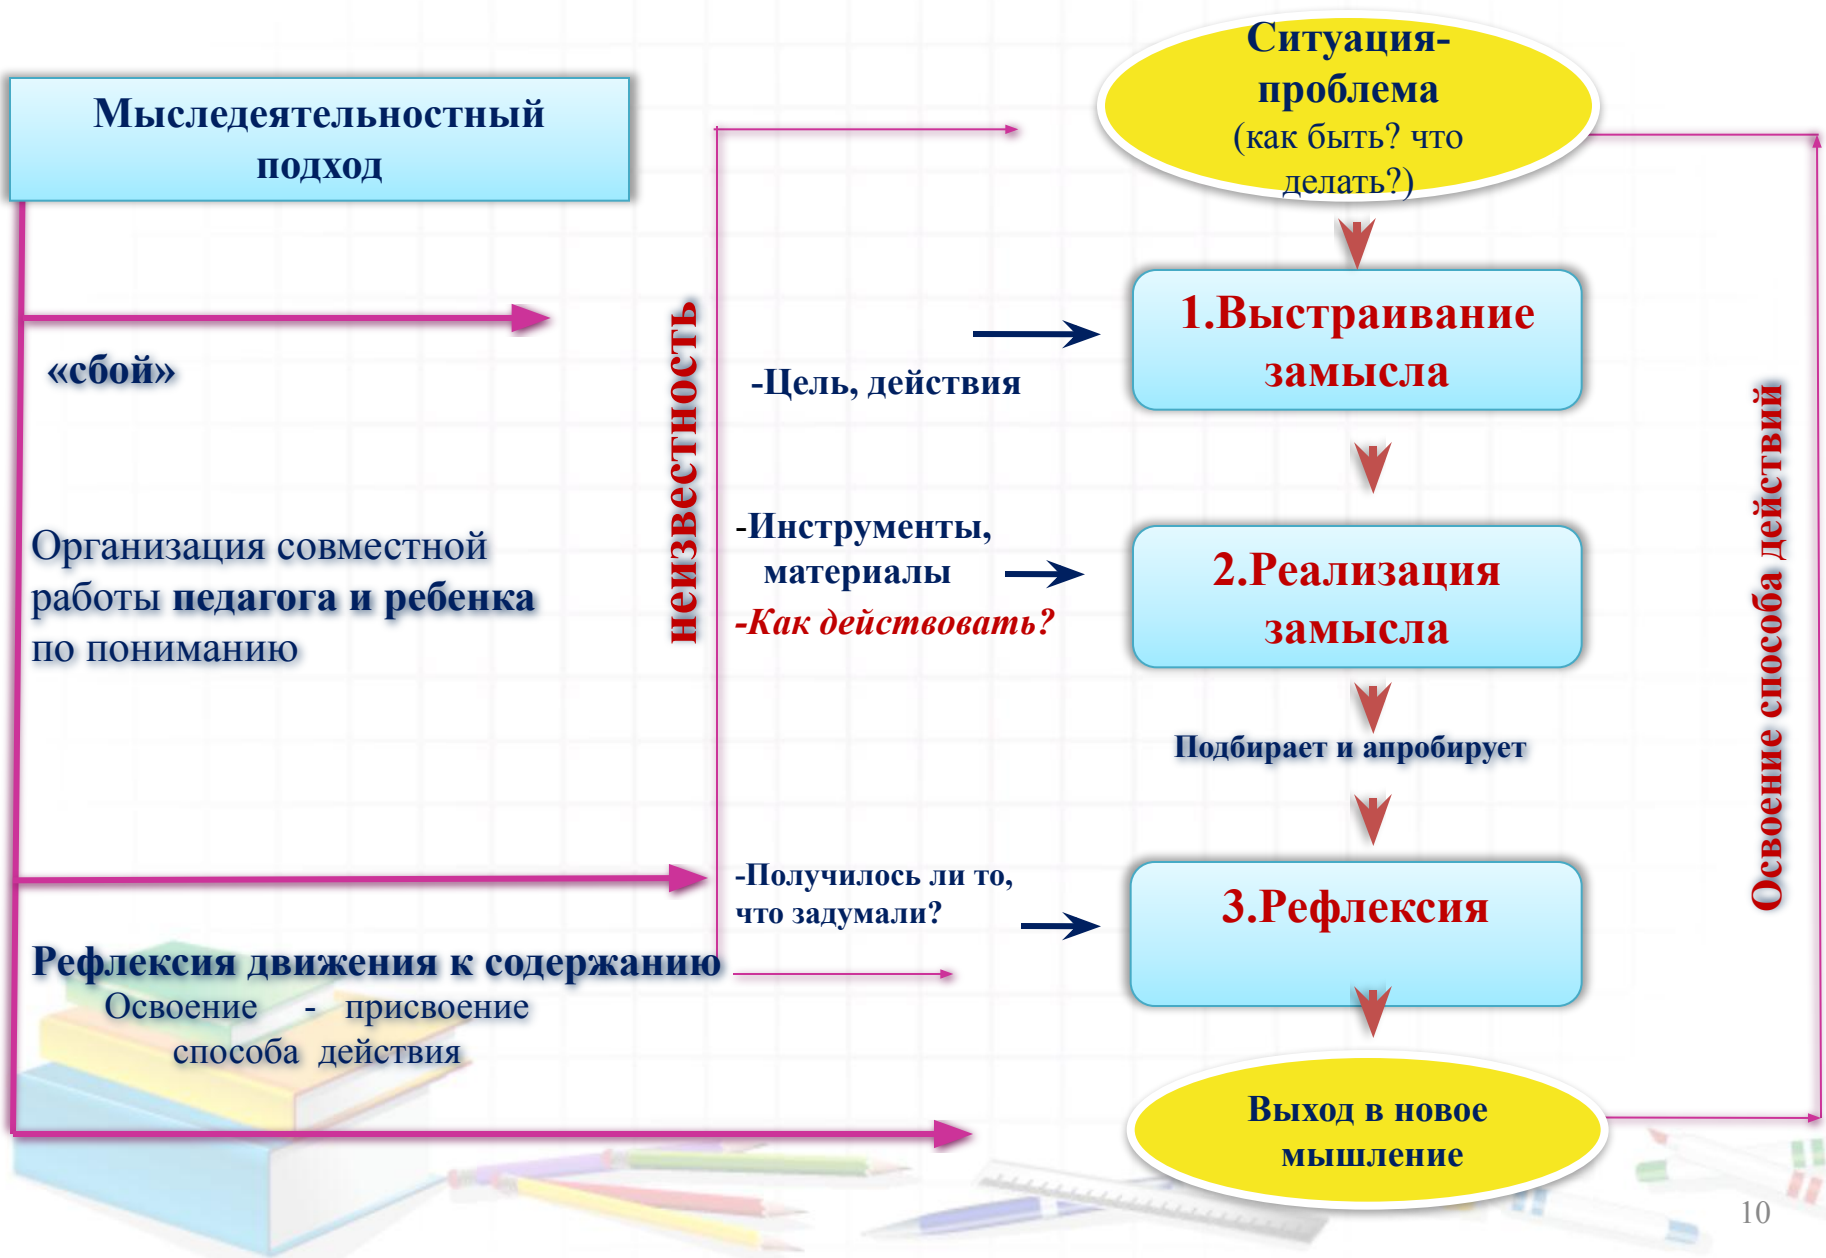 Мыследеятельностный
подход
«сбой»
Организация совместной
работы педагога и ребенка
по пониманию
Рефлексия движения к содержанию
Освоение - присвоение
способа действия
неизвестность
-Цель, действия
-Инструменты,
материалы
-Как действовать?
-Получилось ли то,
что задумали?
Ситуация-
проблема
(как быть? что
делать?)
1.Выстраивание
замысла
2.Реализация
замысла
Подбирает и апробирует
3.Рефлексия
Выход в новое
мышление
Освоение способа действий
10